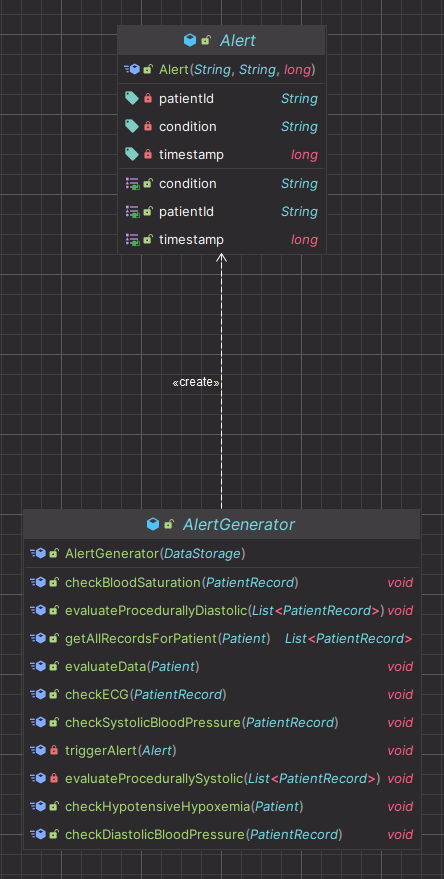 Alert
Alert(String, String, long)
patientId String
condition String
timestamp long
condition String
patientId String
timestamp long
«create»
AlertGenerator
AlertGenerator(DataStorage)
checkBloodSaturation(PatientRecord) void
evaluateProcedurallyDiastolic(List<PatientRecord>) void
getAllRecordsForPatient(Patient) List<PatientRecord>
evaluateData(Patient) void
checkECG(PatientRecord) void
checkSystolicBloodPressure(PatientRecord) void
triggerAlert(Alert) void
evaluateProcedurallySystolic(List<PatientRecord>) void
checkHypotensiveHypoxemia(Patient) void
checkDiastolicBloodPressure(PatientRecord) void